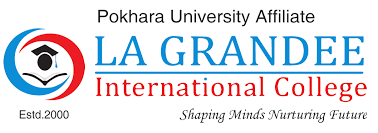 Pokhara University Affiliate
LA GRANDEE
International College
Estd.2000
Shaping Minds Nurturing Future